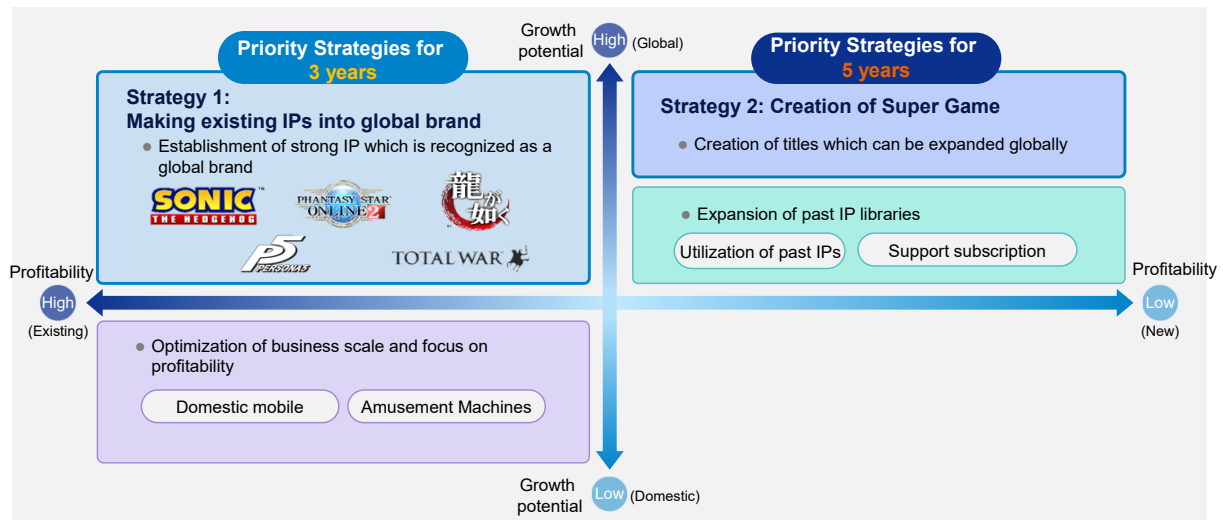 Growth
potential
High
(Global)
Priority Strategies for
3 years
Priority Strategies for
5 years
Strategy 1:
Making existing IPs into global brand
● Establishment of strong IP which is recognized as a
global brand
SONIC™
THE HEDGEHOG
PHANTASY STAR
ONLINE 2
龍が如く
P5
PERSONA5
TOTAL WAR
Strategy 2: Creation of Super Game
● Creation of titles which can be expanded globally
● Expansion of past IP libraries
Utilization of past IPs
Support subscription
Profitability
High
(Existing)
Profitability
Low
(New)
● Optimization of business scale and focus on
profitability
Domestic mobile
Amusement Machines
Growth
potential
Low
(Domestic)